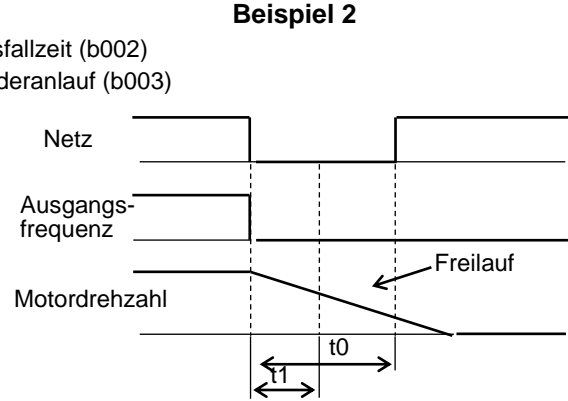 Beispiel 2
sfallzeit (b002)
deranlauf (b003)
Netz
Ausgangs-
frequenz
Freilauf
Motordrehzahl
t0
t1